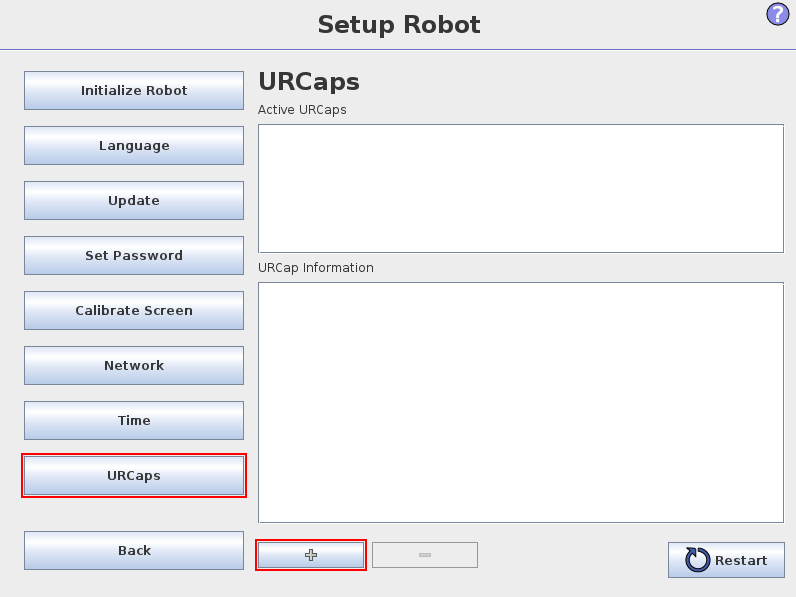 Setup Robot
?
Initialize Robot
Language
Update
Set Password
Calibrate Screen
Network
Time
URCaps
Back
URCaps
Active URCaps
URCap Information
Restart